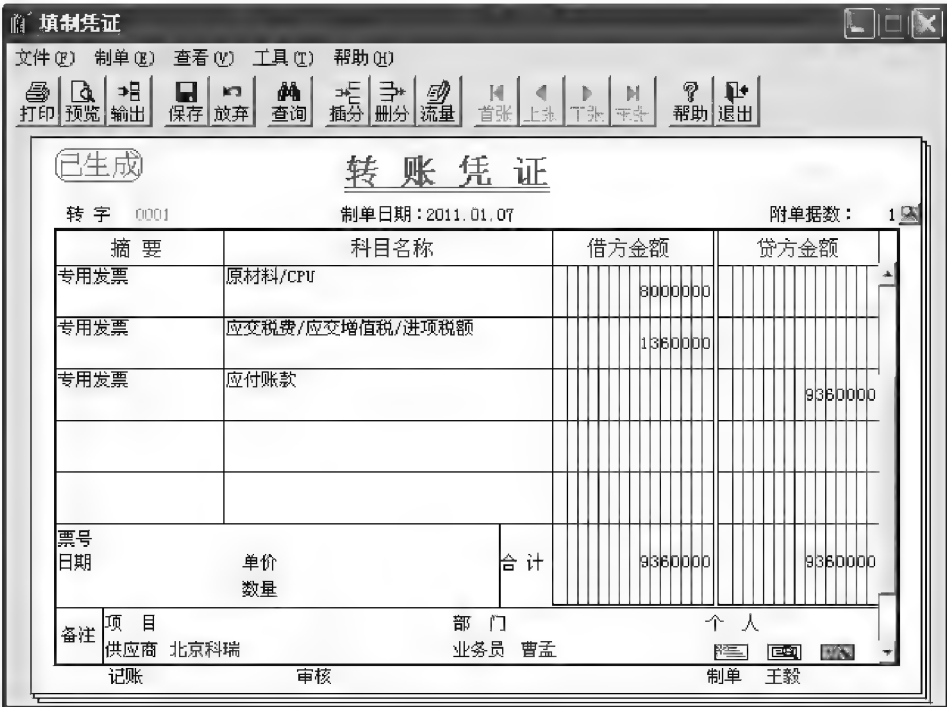 填制凭证
文件(F) 制单(E) 查看(V) 工具(T) 帮助(H)
打印 预览 输出 保存 放弃 查询 插分 删分 流量 首张 上张 下张 末张 帮助 退出
已生成
转账凭证
转 字 0001 制单日期：2011.01.07 附单据数： 1
摘 要 科目名称 借方金额 贷方金额
专用发票 原材料/CPU 8000000
专用发票 应交税费/应交增值税/进项税额 1360000
专用发票 应付账款 9360000
票号
日期 单价 合 计 9360000 9360000
数量
备注 项 目 部 门 个 人
供应商 北京科瑞 业务员 曹孟
记账 审核 制单 王毅